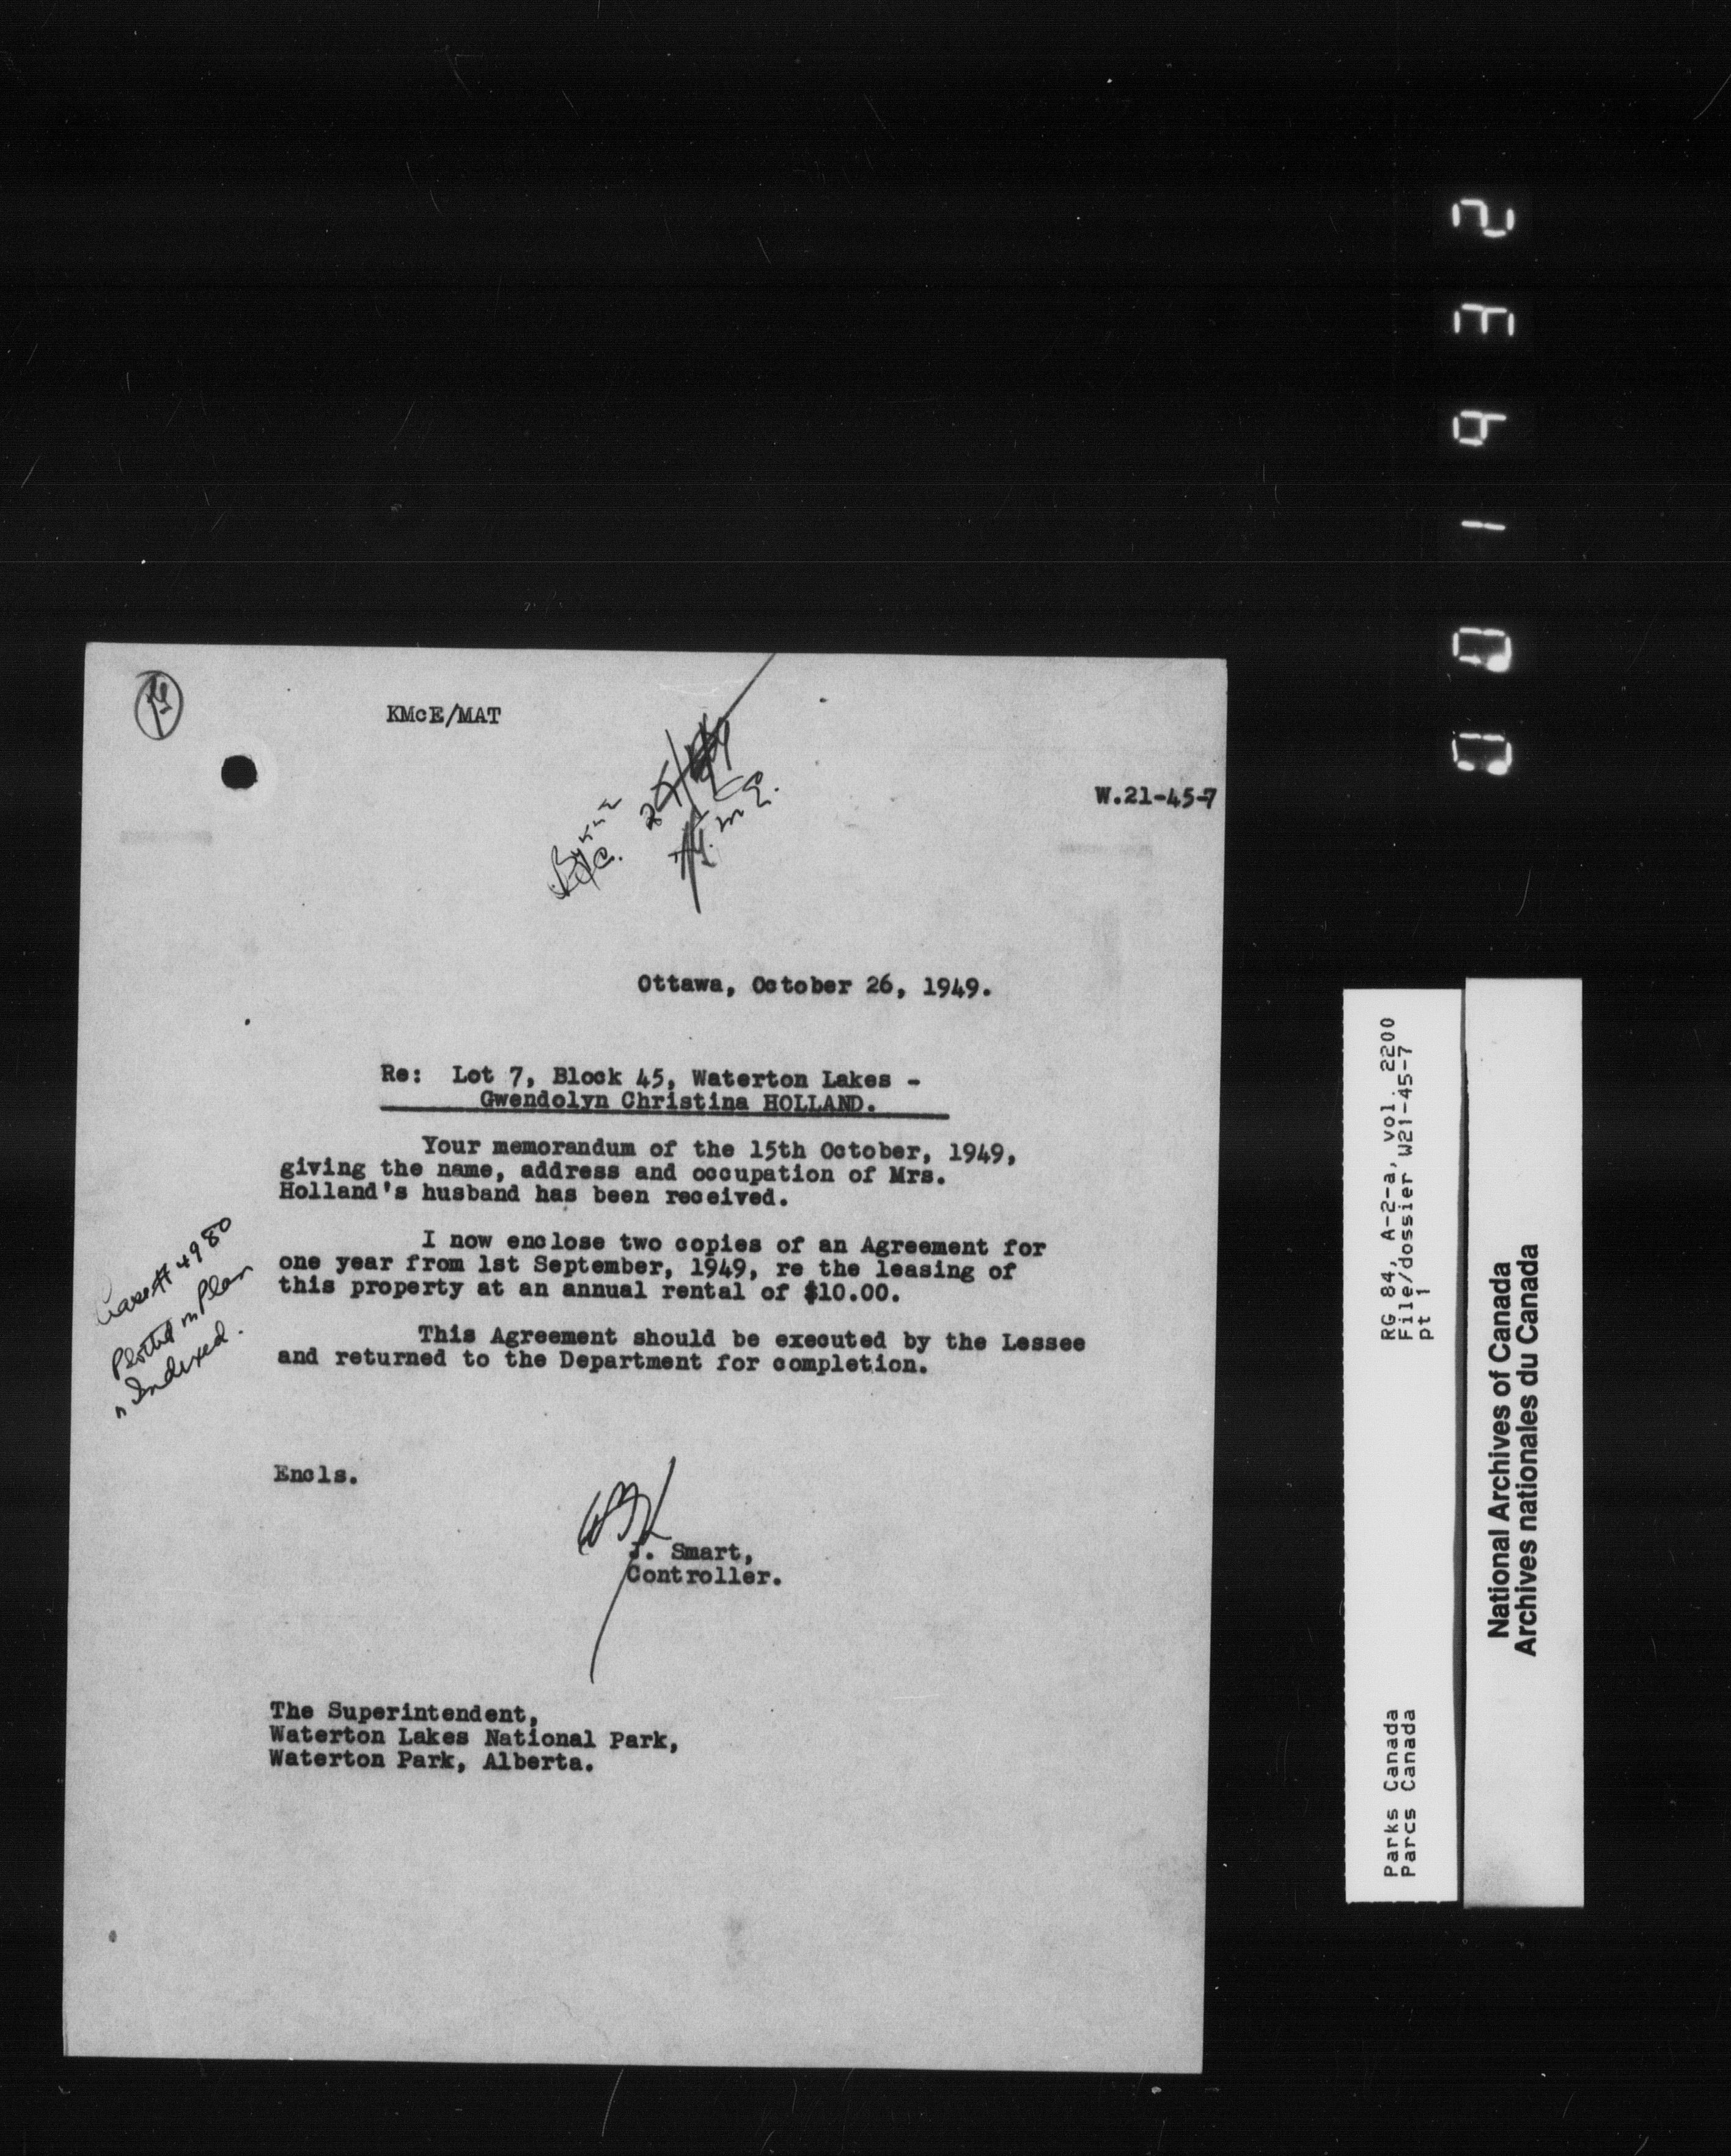 KMcE/MAT
W.21-45-7
Ottawa, October 26, 1949.
Re: Lot 7, Block 45, Waterton Lakes -
Gwendolyn Christina HOLLAND.
Your memorandum of the 15th October, 1949,
giving the name, address and occupation of Mrs.
Holland's husband has been received.
I now enclose two copies of an Agreement for
one year from 1st September, 1949, re the leasing of
this property at an annual rental of $10.00.
This Agreement should be executed by the Lessee
and returned to the Department for completion.
4980
Plotted on Plan
" Indexed.
Encls.
J. Smart,
Controller.
The Superintendent,
Waterton Lakes National Park,
Waterton Park, Alberta.
RG 84, A-2-a, vol. 2200
File/dossier W21-45-7
pt 1
Parks Canada
Parcs Canada
National Archives of Canada
Archives nationales du Canada